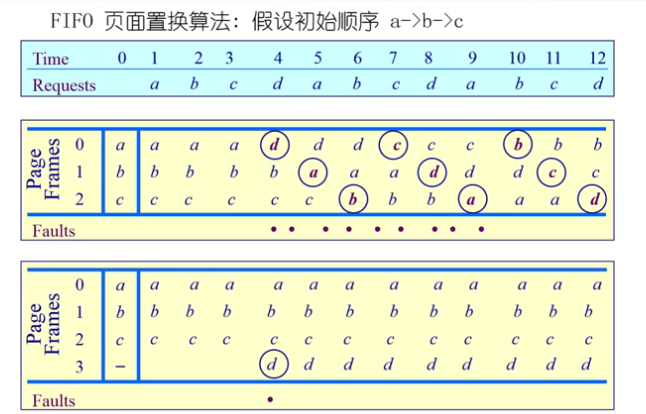 FIFO 页面置换算法: 假设初始顺序 a->b->c
Time 0 1 2 3 4 5 6 7 8 9 10 11 12
Requests a b c d a b c d a b c d
Page Frames
0 a a a a d d d c c c b b b
1 b b b b b a a a d d d c c
2 c c c c c c b b b a a a d
Faults • • • • • • • • •
Page Frames
0 a a a a a a a a a a a a a
1 b b b b b b b b b b b b b
2 c c c c c c c c c c c c c
3 – d d d d d d d d d
Faults •